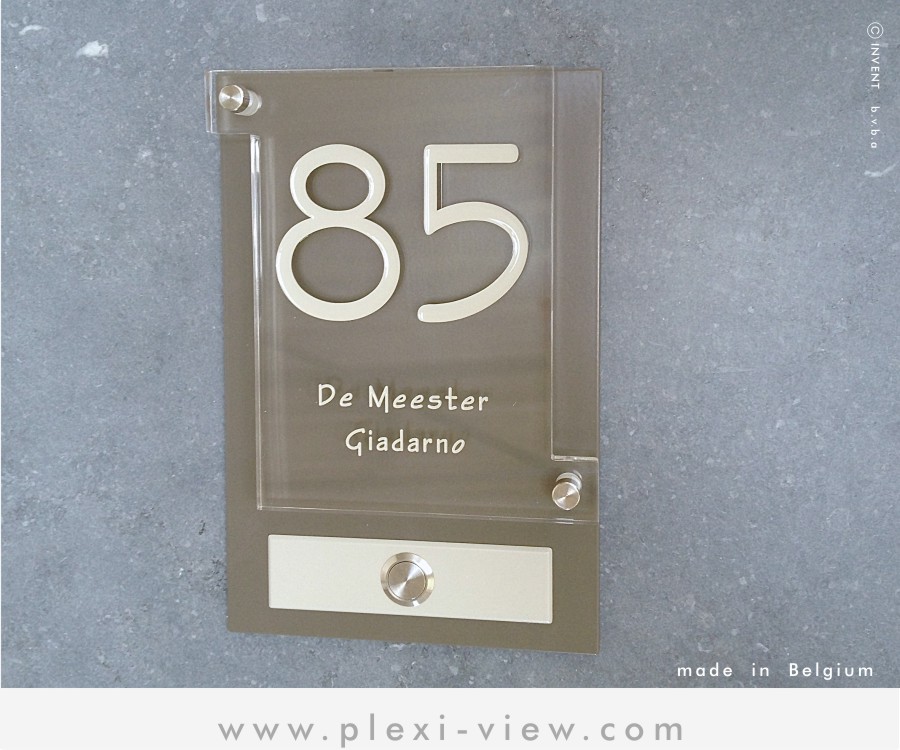 © INVENT b.v.b.a
85
De Meester
Giadarno
made in Belgium
www.plexi-view.com